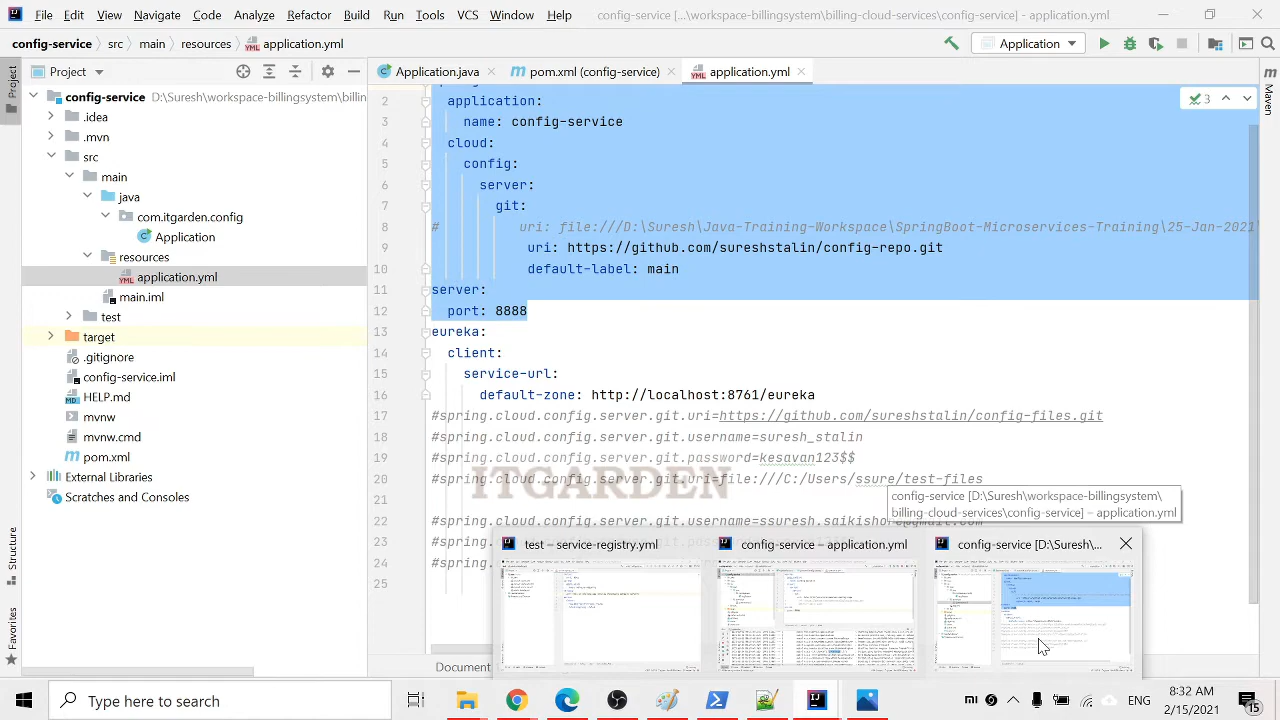 File Edit View Navigate Code Analyze Refactor Build Run Tools VCS Window Help config-service [...\workspace-billingsystem\billing-cloud-services\config-service] - application.yml
config-service src main resources application.yml Application
Project Application.java pom.xml (config-service) application.yml
config-service D:\Suresh\workspace-billingsystem\billin
.idea
.mvn
src
main
java
com.itgarden.config
Application
resources
application.yml
main.iml
test
target
.gitignore
config-service.iml
HELP.md
mvnw
mvnw.cmd
pom.xml
External Libraries
Scratches and Consoles
Project
Structure
Favorites
Maven
3
2 application:
3 name: config-service
4 cloud:
5 config:
6 server:
7 git:
8 # uri: file:///D:\Suresh\Java-Training-Workspace\SpringBoot-Microservices-Training\25-Jan-2021\
9 uri: https://github.com/sureshstalin/config-repo.git
10 default-label: main
11 server:
12 port: 8888
13 eureka:
14 client:
15 service-url:
16 default-zone: http://localhost:8761/eureka
17 #spring.cloud.config.server.git.uri=https://github.com/sureshstalin/config-files.git
18 #spring.cloud.config.server.git.username=suresh_stalin
19 #spring.cloud.config.server.git.password=kesavan123$$
20 #spring.cloud.config.server.git.uri=file:///C:/Users/ssure/test-files
21
22 #spring.cloud.config.server.git.username=ssuresh.saikishore@gmail.com
23
24
25
ITGARDEN
config-service [D:\Suresh\workspace-billingsystem\
billing-cloud-services\config-service] – application.yml
test – service-registry.yml
config-service – application.yml
config-service [D:\Suresh\...
Document
Type here to search
ENG
8:32 AM
2/15/2021
15